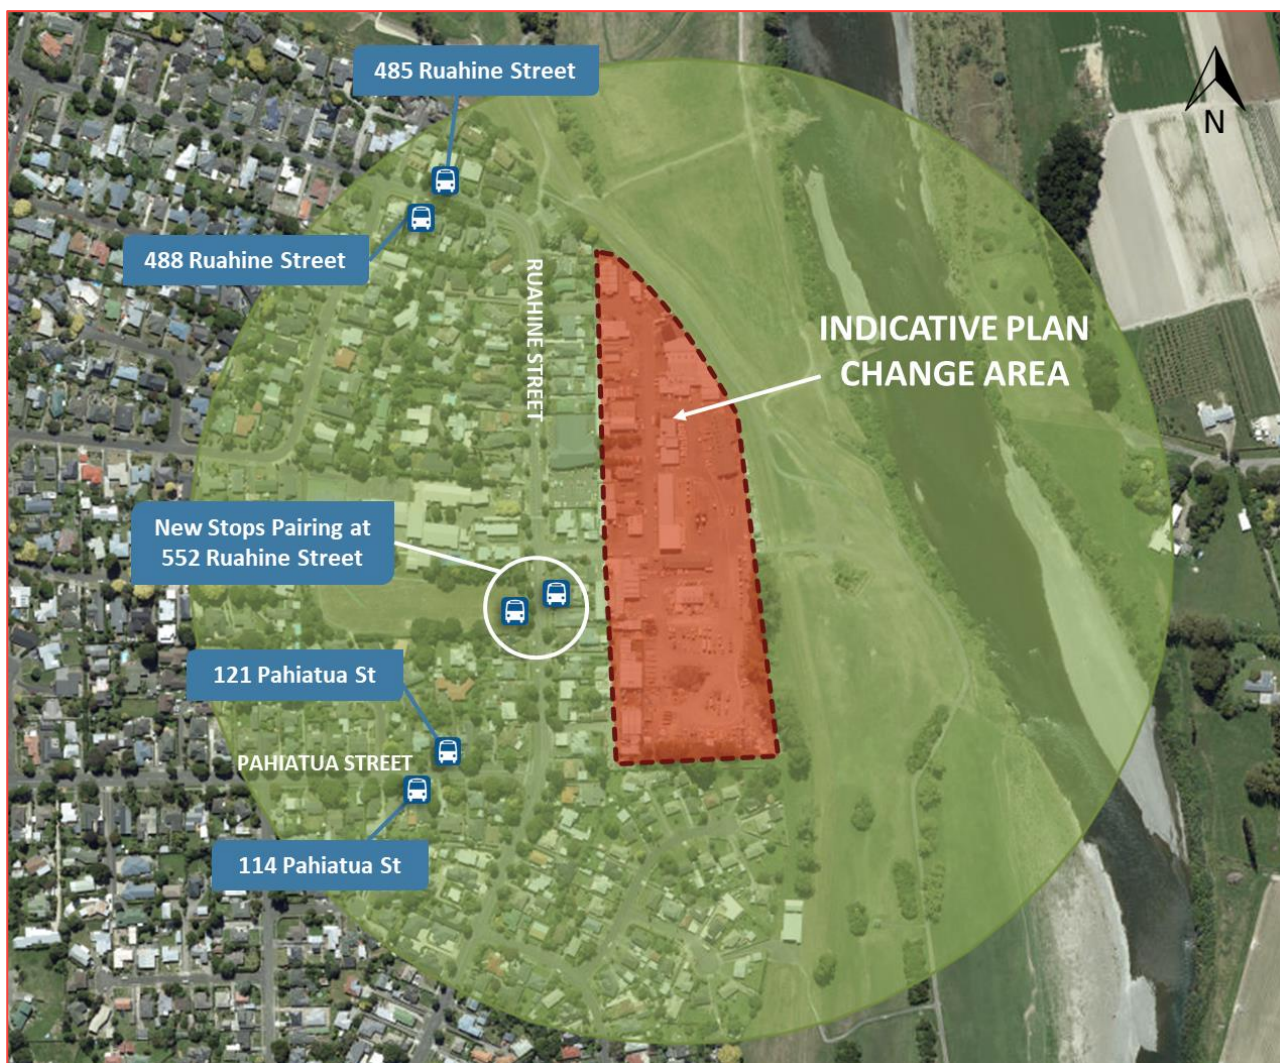 485 Ruahine Street
N
488 Ruahine Street
RUAHINE STREET
INDICATIVE PLAN
CHANGE AREA
New Stops Pairing at
552 Ruahine Street
121 Pahiatua St
PAHIATUA STREET
114 Pahiatua St